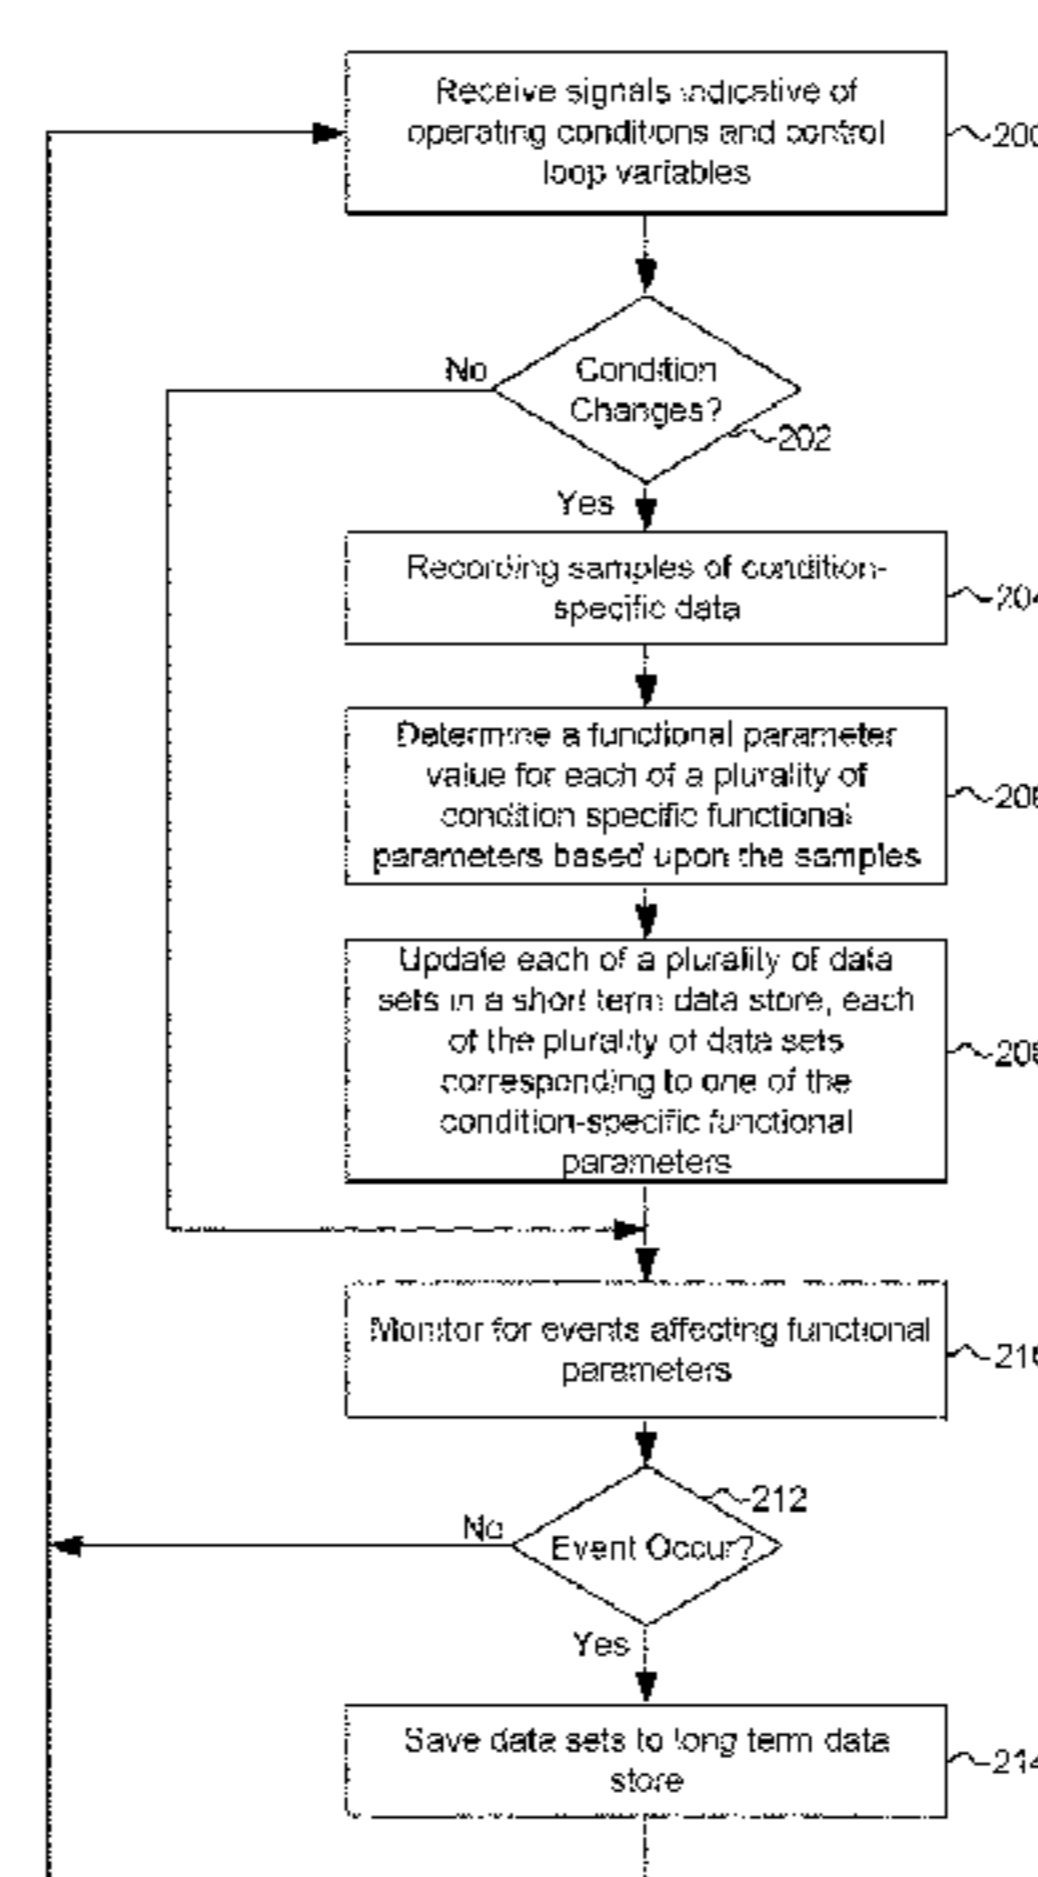 Receive signals indicative of
operating conditions and control
loop variables
200
No
Condition
Changes?
202
Yes
Recording samples of condition-
specific data
204
Determine a functional parameter
value for each of a plurality of
condition specific functional
parameters based upon the samples
206
Update each of a plurality of data
sets in a short term data store, each
of the plurality of data sets
corresponding to one of the
condition-specific functional
parameters
208
Monitor for events affecting functional
parameters
210
212
No
Event Occur?
Yes
Save data sets to long term data
store
214